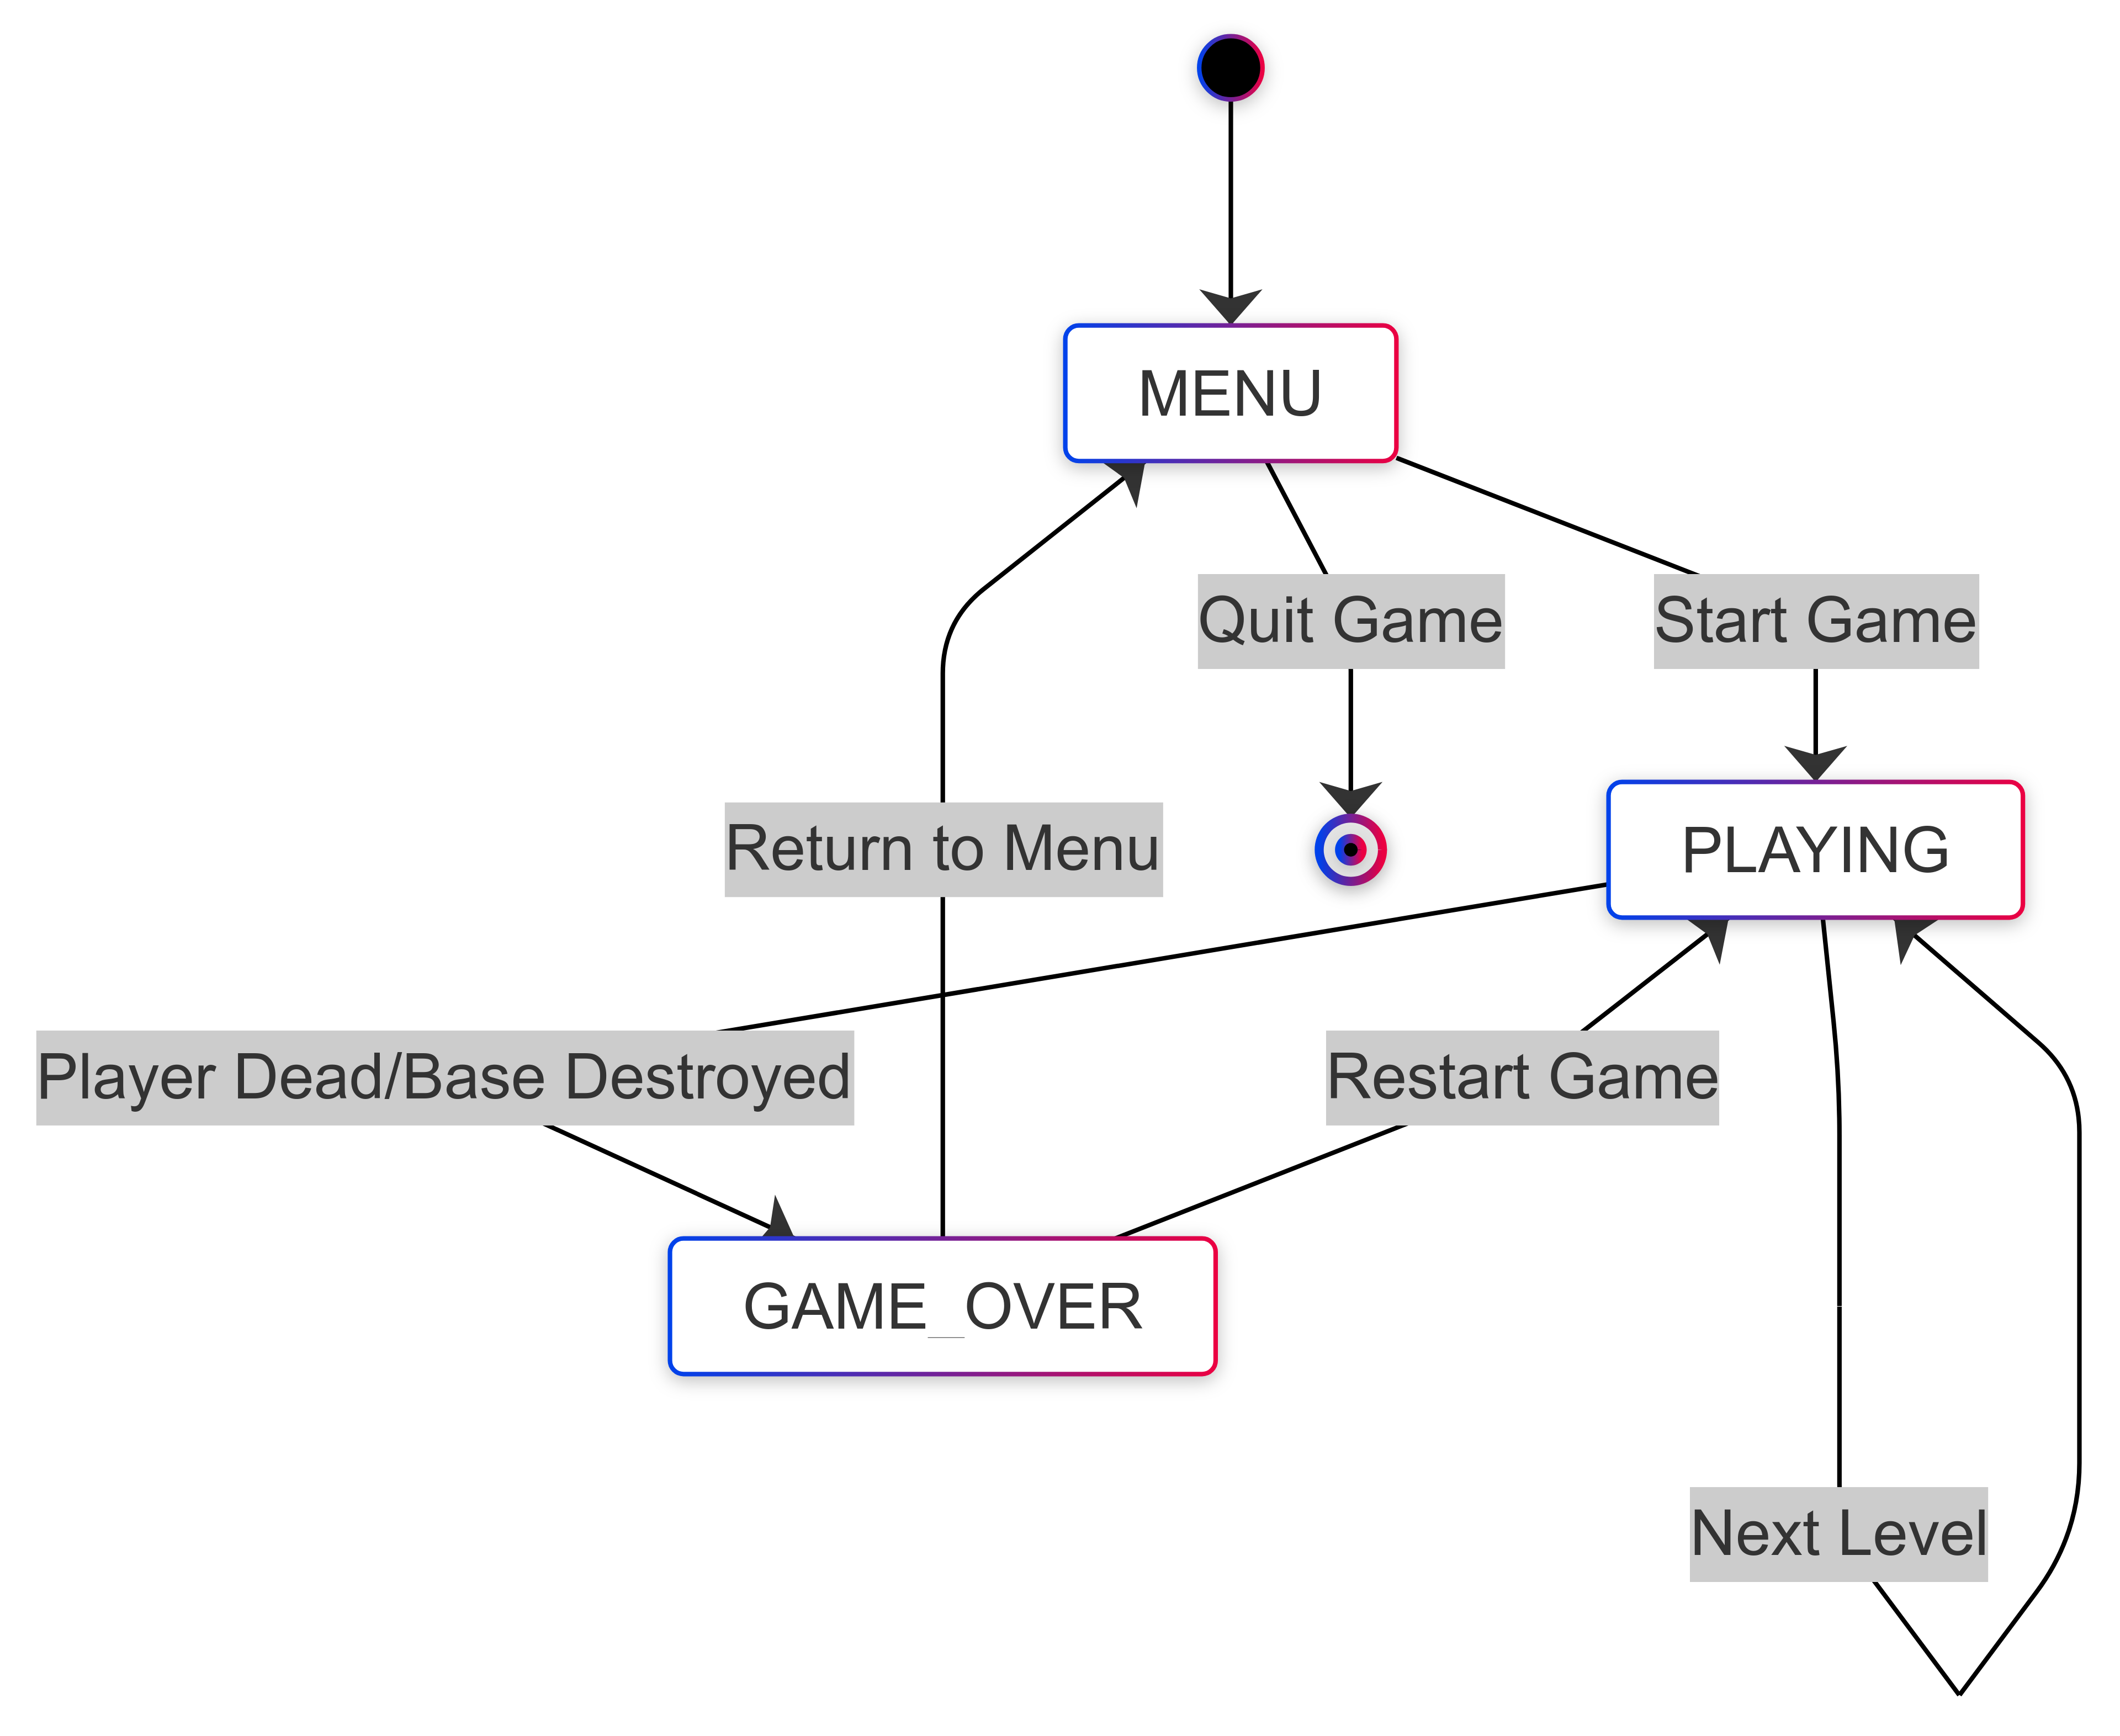 MENU
Quit Game
Start Game
Return to Menu
PLAYING
Player Dead/Base Destroyed
Restart Game
GAME_OVER
Next Level